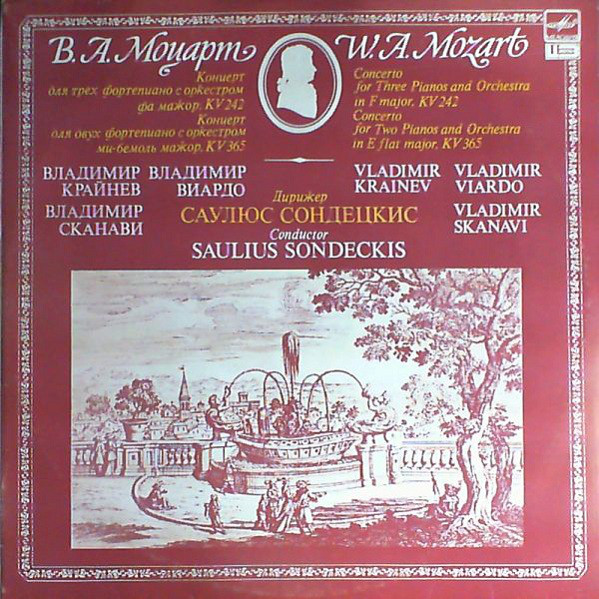 В. А. Моцарт
Концерт
для трех фортепиано с оркестром
фа мажор, KV 242
Концерт
для двух фортепиано с оркестром
ми-бемоль мажор, KV 365
W. A. Mozart
Concerto
for Three Pianos and Orchestra
in F major, KV 242
Concerto
for Two Pianos and Orchestra
in E flat major, KV 365
ВЛАДИМИР КРАЙНЕВ
ВЛАДИМИР ВИАРДО
ВЛАДИМИР СКАНАВИ
VLADIMIR KRAINEV
VLADIMIR VIARDO
VLADIMIR SKANAVI
Дирижер
САУЛЮС СОНДЕЦКИС
Conductor
SAULIUS SONDECKIS